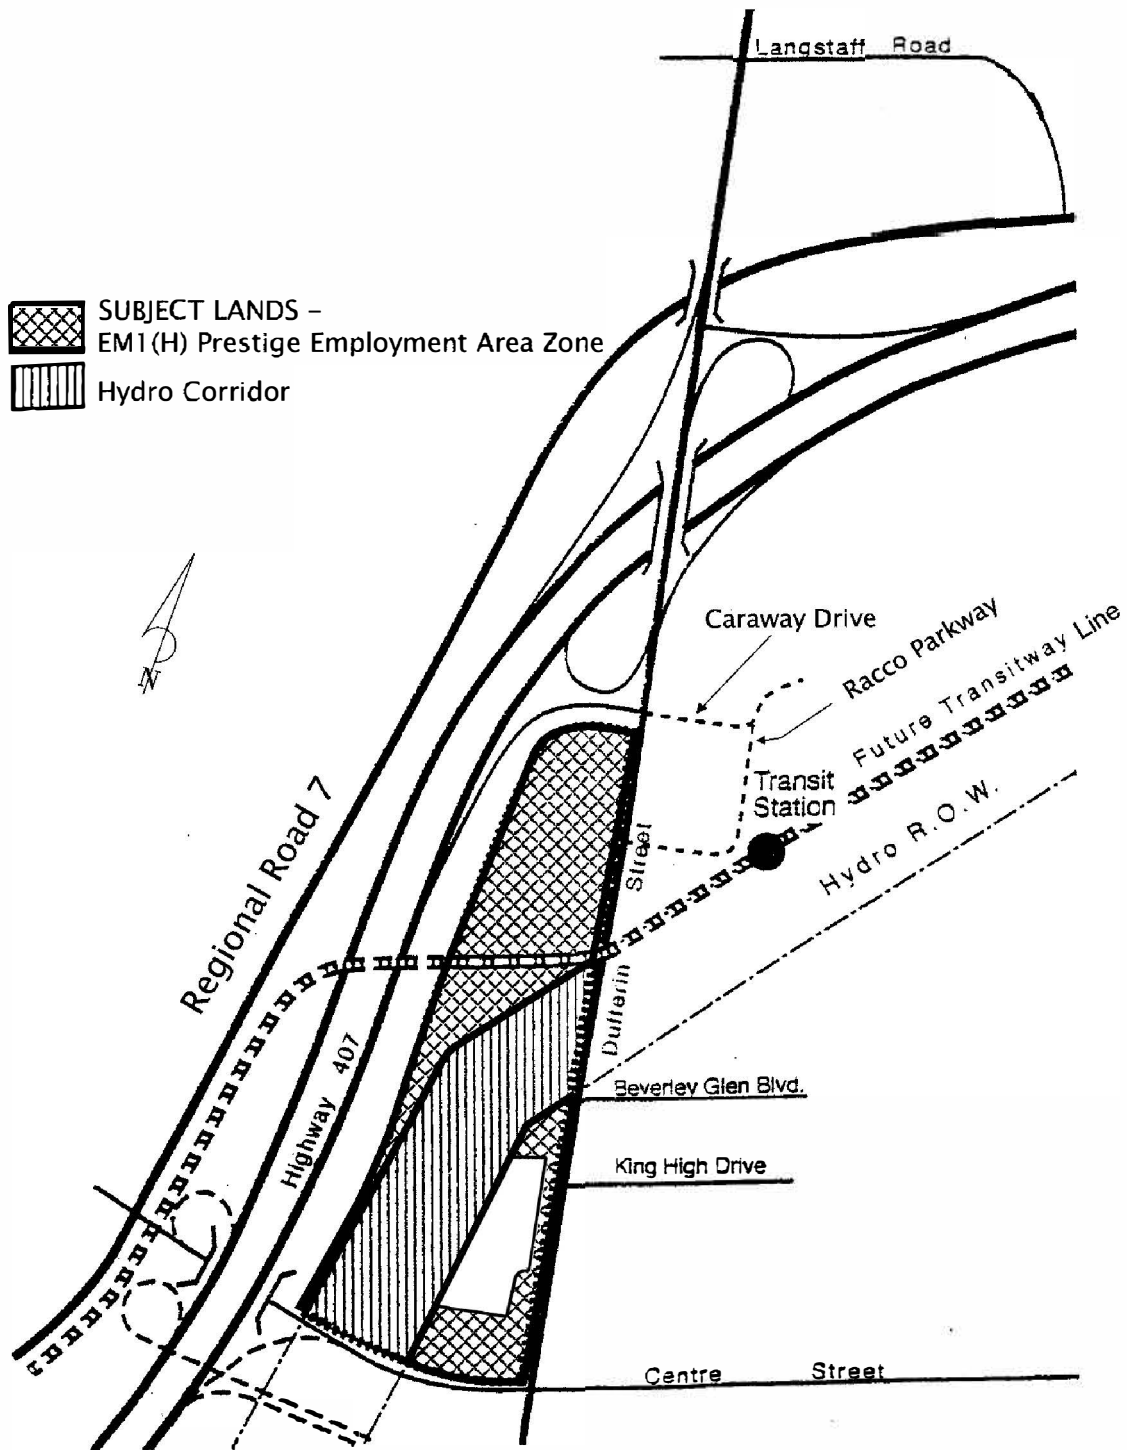 Langstaff Road
SUBJECT LANDS –
EM1(H) Prestige Employment Area Zone
Hydro Corridor
N
Caraway Drive
Racco Parkway
Future Transitway Line
Transit
Station
Hydro R.O.W.
Regional Road 7
Street
Dufferin
Highway 407
Beverley Glen Blvd.
King High Drive
Centre Street